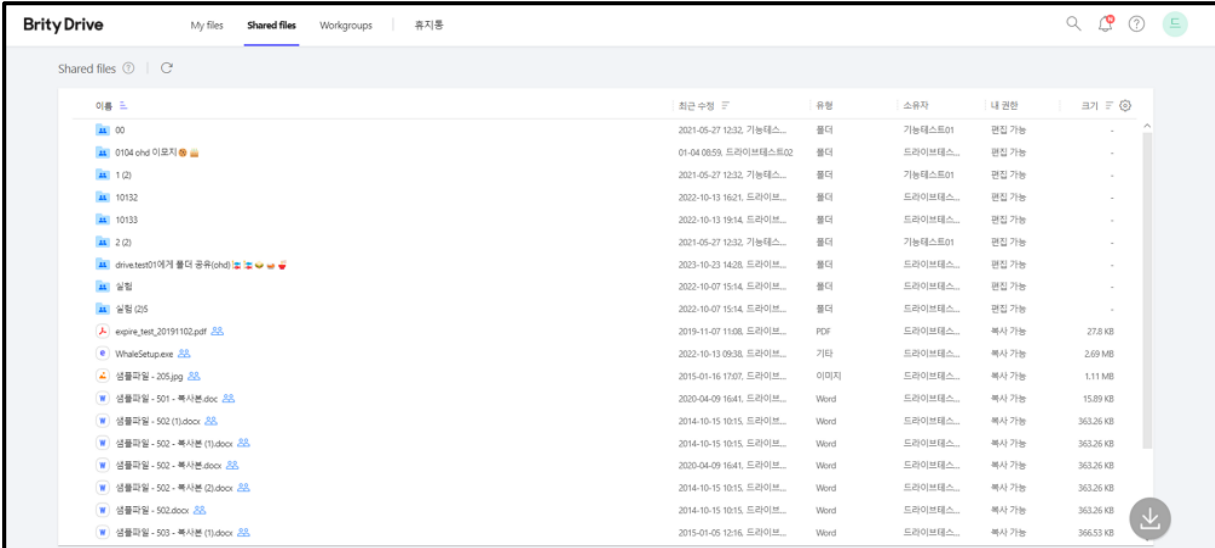 Brity Drive My files Shared files Workgroups 휴지통 드
Shared files
이름 최근 수정 유형 소유자 내 권한 크기
00 2021-05-27 12:32, 기능테스... 폴더 기능테스트01 편집 가능 -
0104 ohd 이모지🥘🍔 01-04 08:59, 드라이브테스트02 폴더 드라이브테스... 편집 가능 -
1 (2) 2021-05-27 12:32, 기능테스... 폴더 기능테스트01 편집 가능 -
10132 2022-10-13 16:21, 드라이브... 폴더 드라이브테스... 편집 가능 -
10133 2022-10-13 19:14, 드라이브... 폴더 드라이브테스... 편집 가능 -
2 (2) 2021-05-27 12:32, 기능테스... 폴더 기능테스트01 편집 가능 -
drive.test01에게 폴더 공유(ohd) 2023-10-23 14:28, 드라이브... 폴더 드라이브테스... 편집 가능 -
실험 2022-10-07 15:14, 드라이브... 폴더 드라이브테스... 편집 가능 -
실험 (2)5 2022-10-07 15:14, 드라이브... 폴더 드라이브테스... 편집 가능 -
expire_test_20191102.pdf 2019-11-07 11:08, 드라이브... PDF 드라이브테스... 복사 가능 27.8 KB
WhaleSetup.exe 2022-10-13 09:38, 드라이브... 기타 드라이브테스... 복사 가능 2.69 MB
샘플파일 - 205.jpg 2015-01-16 17:07, 드라이브... 이미지 드라이브테스... 복사 가능 1.11 MB
샘플파일 - 501 - 복사본.doc 2020-04-09 16:41, 드라이브... Word 드라이브테스... 복사 가능 15.89 KB
샘플파일 - 502 (1).docx 2014-10-15 10:15, 드라이브... Word 드라이브테스... 복사 가능 363.26 KB
샘플파일 - 502 - 복사본 (1).docx 2014-10-15 10:15, 드라이브... Word 드라이브테스... 복사 가능 363.26 KB
샘플파일 - 502 - 복사본.docx 2020-04-09 16:41, 드라이브... Word 드라이브테스... 복사 가능 363.26 KB
샘플파일 - 502 - 복사본 (2).docx 2014-10-15 10:15, 드라이브... Word 드라이브테스... 복사 가능 363.26 KB
샘플파일 - 502.docx 2014-10-15 10:15, 드라이브... Word 드라이브테스... 복사 가능 363.26 KB
샘플파일 - 503 - 복사본 (1).docx 2015-01-05 12:16, 드라이브... Word 드라이브테스... 복사 가능 366.53 KB